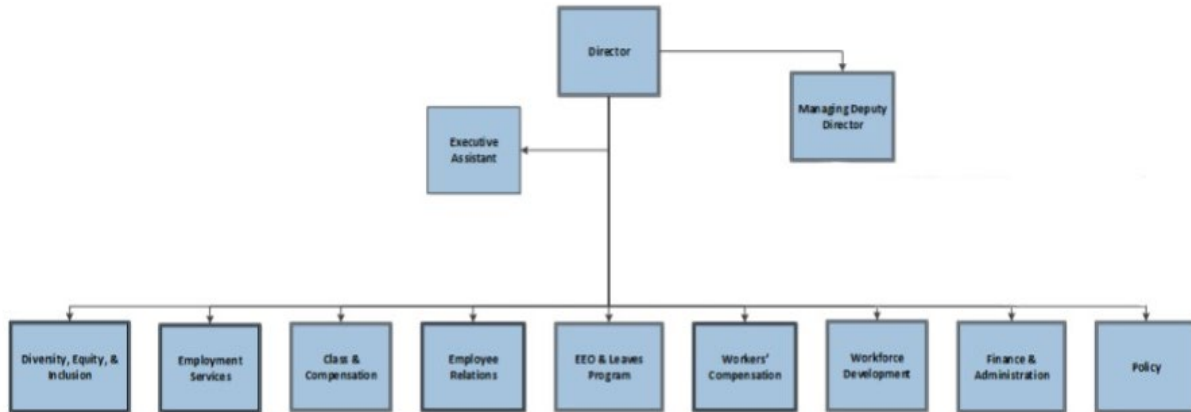 Director
Managing Deputy
Director
Executive
Assistant
Diversity, Equity, &
Inclusion
Employment
Services
Class &
Compensation
Employee
Relations
EEO & Leaves
Program
Workers'
Compensation
Workforce
Development
Finance &
Administration
Policy